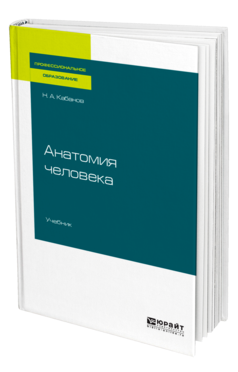 ПРОФЕССИОНАЛЬНОЕ
ОБРАЗОВАНИЕ
Н. А. Кабанов
Анатомия
человека
Учебник
юрайт